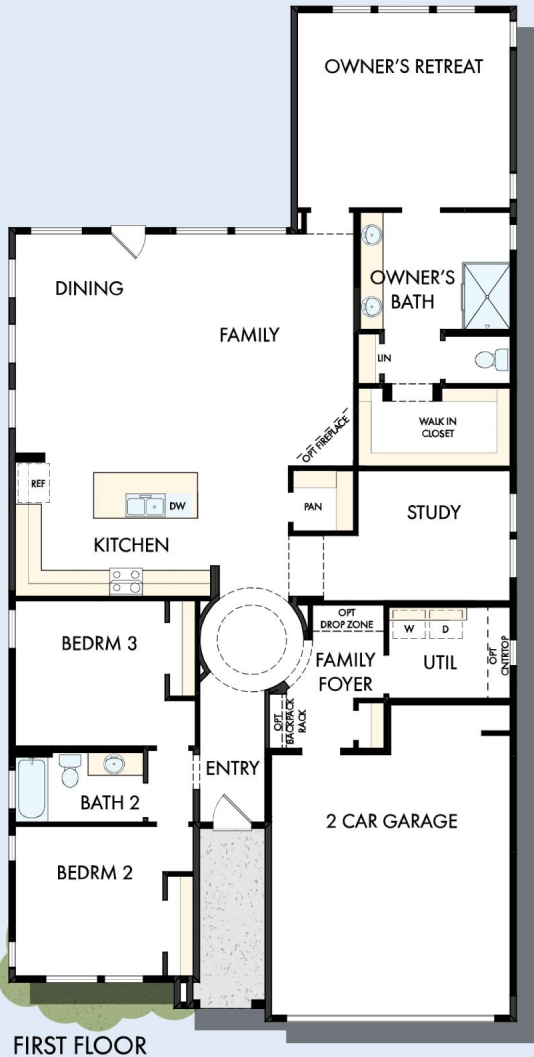 OWNER'S RETREAT
OWNER'S
BATH
DINING
FAMILY
LIN
WALK IN
CLOSET
OPT FIREPLACE
REF
DW
PAN
STUDY
KITCHEN
OPT
DROP ZONE
W
D
BEDRM 3
FAMILY
FOYER
UTIL
OPT
CNTRTOP
OPT
BACKPACK
RACK
ENTRY
BATH 2
2 CAR GARAGE
BEDRM 2
FIRST FLOOR